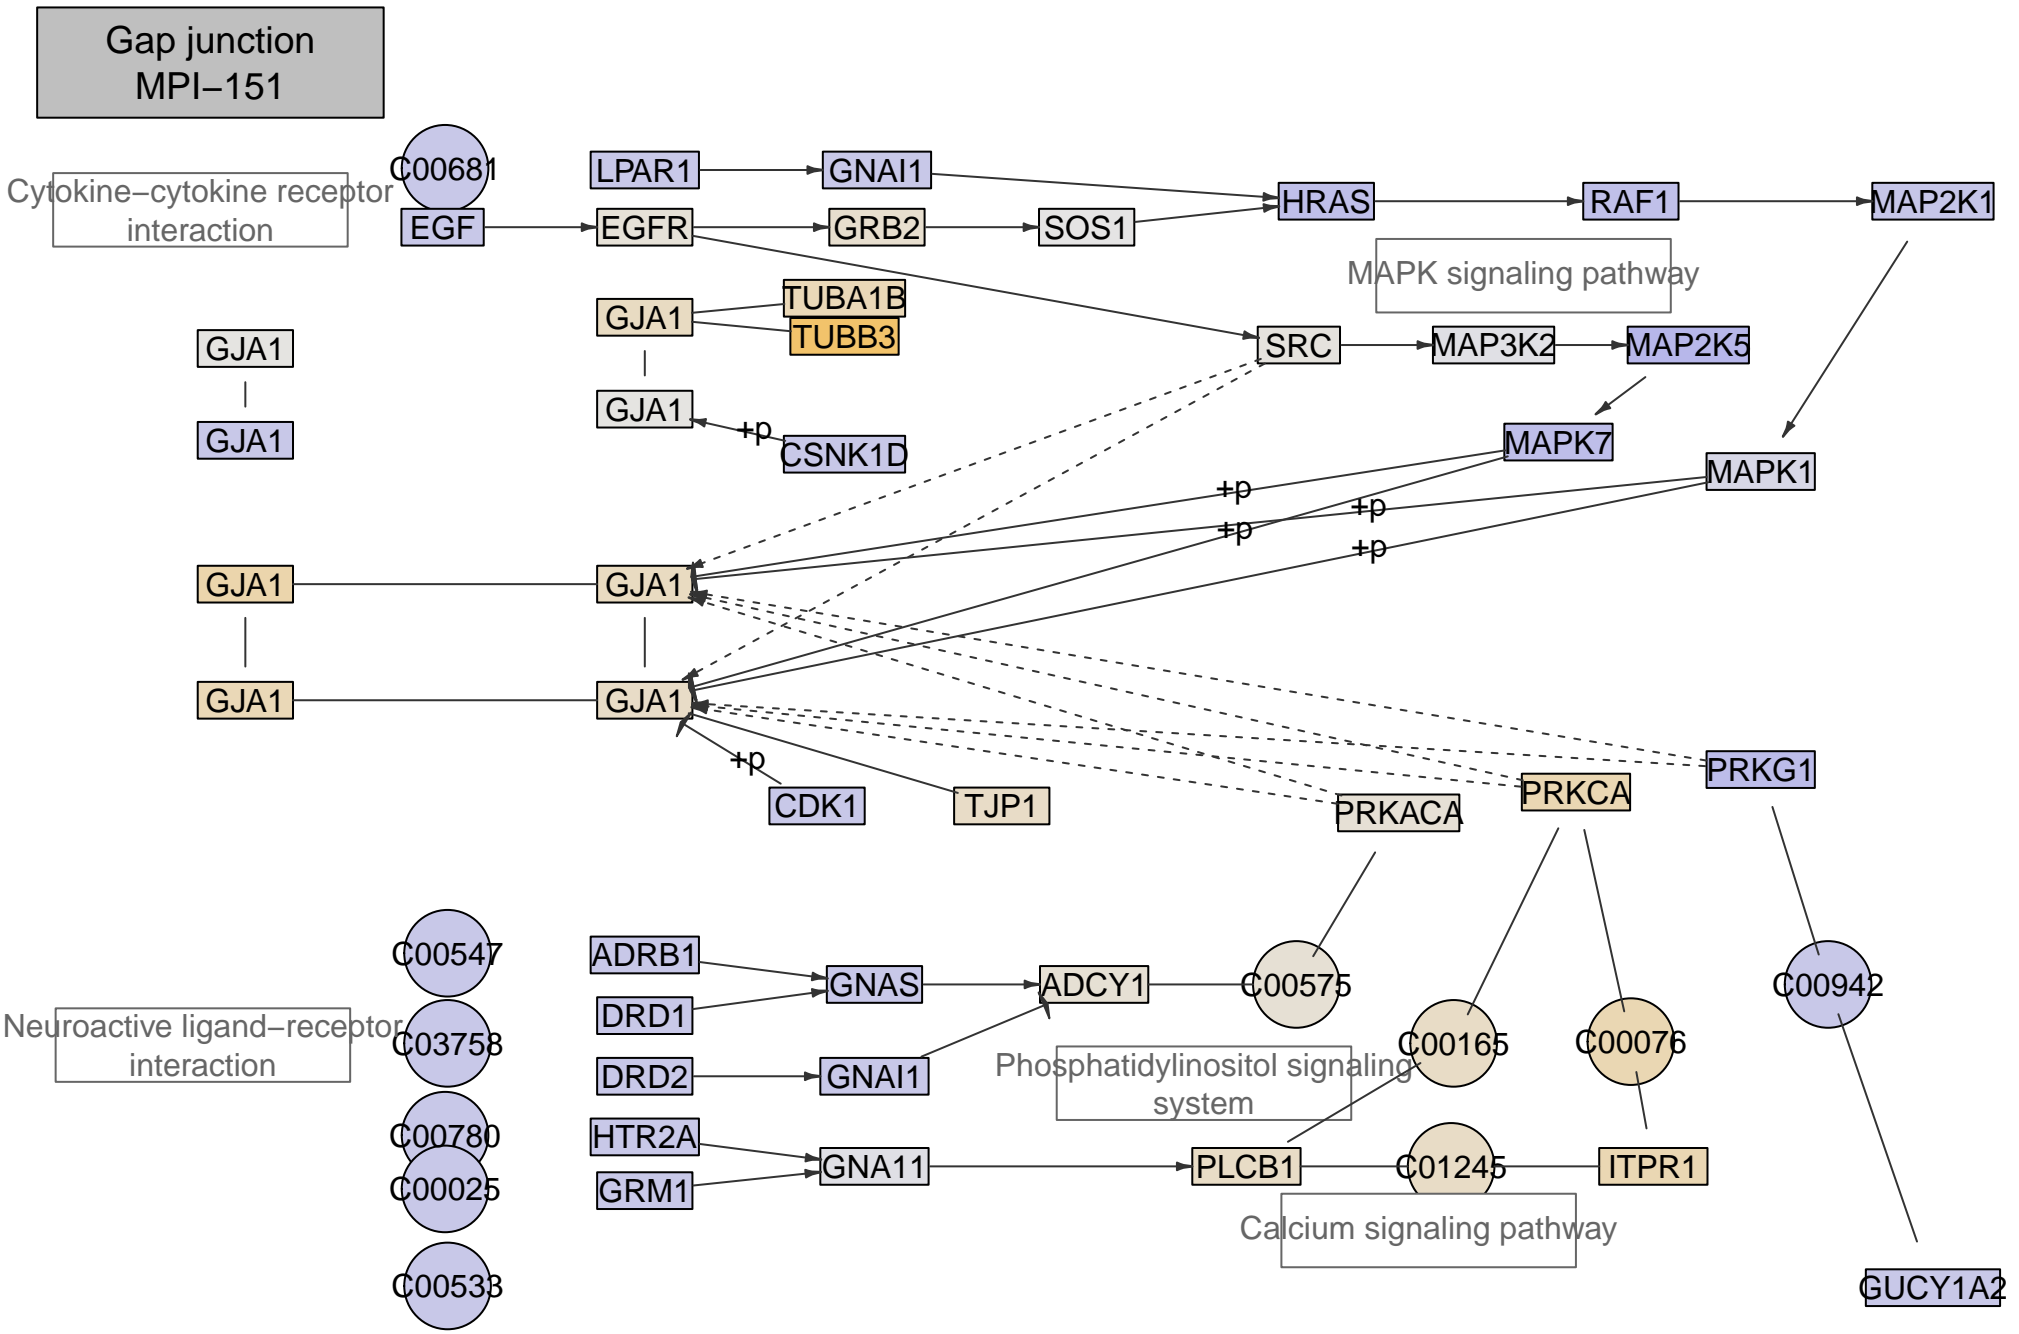 Gap junction
MPI−151
C00681
LPAR1
GNAI1
HRAS
RAF1
MAP2K1
Cytokine−cytokine receptor
interaction
EGF
EGFR
GRB2
SOS1
MAPK signaling pathway
GJA1
TUBA1B
TUBB3
GJA1
SRC
MAP3K2
MAP2K5
GJA1
+p
CSNK1D
GJA1
MAPK7
MAPK1
+p
+p
+p
+p
GJA1
GJA1
GJA1
GJA1
+p
CDK1
TJP1
PRKACA
PRKCA
PRKG1
C00547
ADRB1
GNAS
ADCY1
C00575
C00942
DRD1
Neuroactive ligand−receptor
interaction
C03758
C00165
C00076
DRD2
GNAI1
Phosphatidylinositol signaling
system
C00780
HTR2A
GNA11
PLCB1
C01245
ITPR1
C00025
GRM1
Calcium signaling pathway
C00533
GUCY1A2